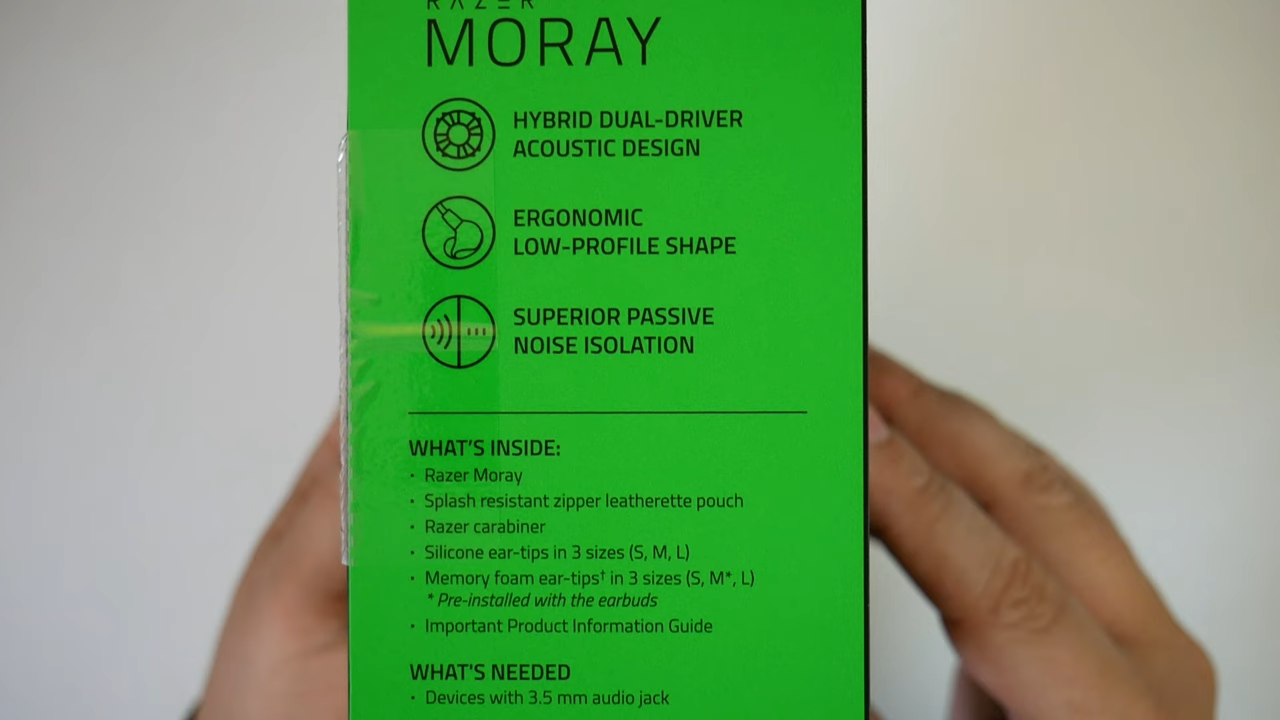 RAZER
MORAY
HYBRID DUAL-DRIVER
ACOUSTIC DESIGN
ERGONOMIC
LOW-PROFILE SHAPE
SUPERIOR PASSIVE
NOISE ISOLATION
WHAT'S INSIDE:
· Razer Moray
· Splash resistant zipper leatherette pouch
· Razer carabiner
· Silicone ear-tips in 3 sizes (S, M, L)
· Memory foam ear-tips† in 3 sizes (S, M*, L)
* Pre-installed with the earbuds
· Important Product Information Guide
WHAT'S NEEDED
· Devices with 3.5 mm audio jack